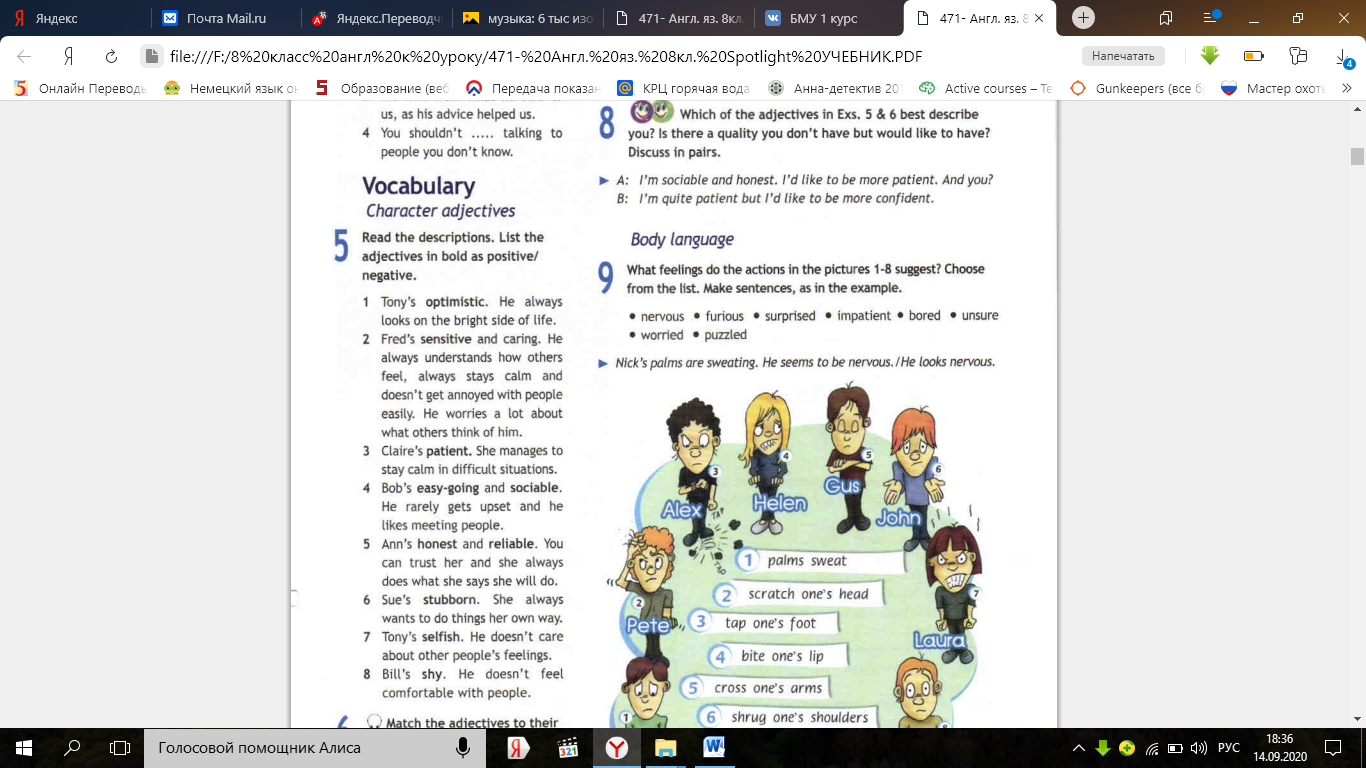 Яндекс
Почта Mail.ru
Яндекс.Переводч
музыка: 6 тыс изо
471- Англ. яз. 8кл.
БМУ 1 курс
471- Англ. яз. 8
file:///F:/8%20класс%20англ%20к%20уроку/471-%20Англ.%20яз.%208кл.%20Spotlight%20УЧЕБНИК.PDF
Напечатать
4
Онлайн Переводь
Немецкий язык он
Образование (веб
Передача показан
КРЦ горячая вода
Анна-детектив 20
Active courses – Te
Gunkeepers (все б
Мастер охоты
us, as his advice helped us.
4 You shouldn't ..... talking to
people you don't know.
Vocabulary
Character adjectives
5 Read the descriptions. List the
adjectives in bold as positive/
negative.
1 Tony's optimistic. He always
looks on the bright side of life.
2 Fred's sensitive and caring. He
always understands how others
feel, always stays calm and
doesn't get annoyed with people
easily. He worries a lot about
what others think of him.
3 Claire's patient. She manages to
stay calm in difficult situations.
4 Bob's easy-going and sociable.
He rarely gets upset and he
likes meeting people.
5 Ann's honest and reliable. You
can trust her and she always
does what she says she will do.
6 Sue's stubborn. She always
wants to do things her own way.
7 Tony's selfish. He doesn't care
about other people's feelings.
8 Bill's shy. He doesn't feel
comfortable with people.
6 Match the adjectives to their
8 Which of the adjectives in Exs. 5 & 6 best describe
you? Is there a quality you don't have but would like to have?
Discuss in pairs.
A: I'm sociable and honest. I'd like to be more patient. And you?
B: I'm quite patient but I'd like to be more confident.
Body language
9 What feelings do the actions in the pictures 1-8 suggest? Choose
from the list. Make sentences, as in the example.
• nervous • furious • surprised • impatient • bored • unsure
• worried • puzzled
Nick's palms are sweating. He seems to be nervous./He looks nervous.
3
Alex
TAP
TAP
4
Helen
5
Gus
6
John
2
Pete
7
Laura
1
8
1 palms sweat
2 scratch one's head
3 tap one's foot
4 bite one's lip
5 cross one's arms
6 shrug one's shoulders
Голосовой помощник Алиса
321
РУС
18:36
14.09.2020